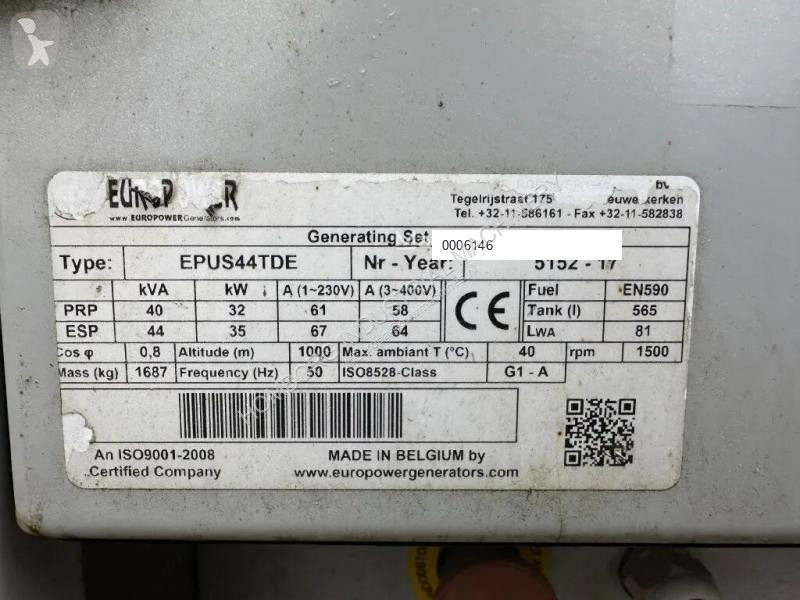 EUROPOWER
www.EUROPOWERGenerators.com
bv
Tegelrijstraat 175
Tel. +32-11-586161 - Fax +32-11-582838
Generating Set
0006146
Type: EPUS44TDE Nr - Year: 5152 - 17
kVA kW A (1~230V) A (3~400V) Fuel EN590
PRP 40 32 61 58 CE Tank (l) 565
ESP 44 35 67 64 LWA 81
Cos φ 0,8 Altitude (m) 1000 Max. ambiant T (°C) 40 rpm 1500
Mass (kg) 1687 Frequency (Hz) 50 ISO8528-Class G1 - A
An ISO9001-2008 MADE IN BELGIUM by
Certified Company www.europowergenerators.com